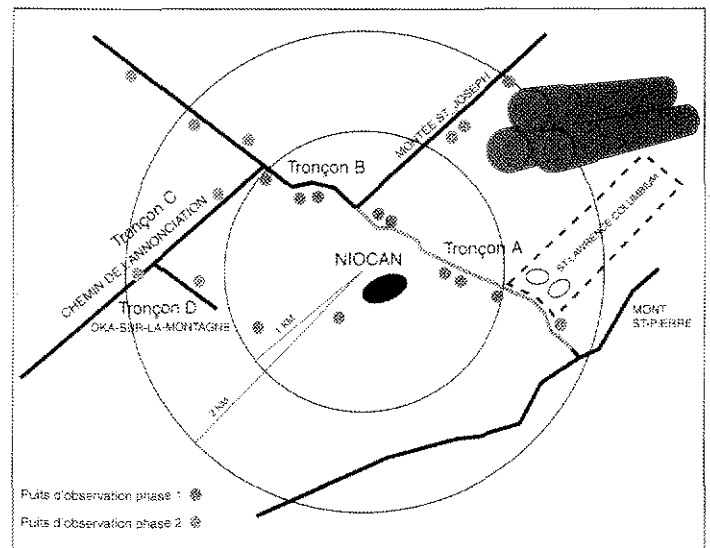 MONTÉE ST-JOSEPH
Tronçon B
Tronçon C
CHEMIN DE L'ANNONCIATION
Tronçon A
ST-LAWRENCE COLUMBIUM
NIOCAN
Tronçon D
OKA-SUR-LA-MONTAGNE
MONT
ST-PIERRE
1 KM
2 KM
Puits d'observation phase 1
Puits d'observation phase 2